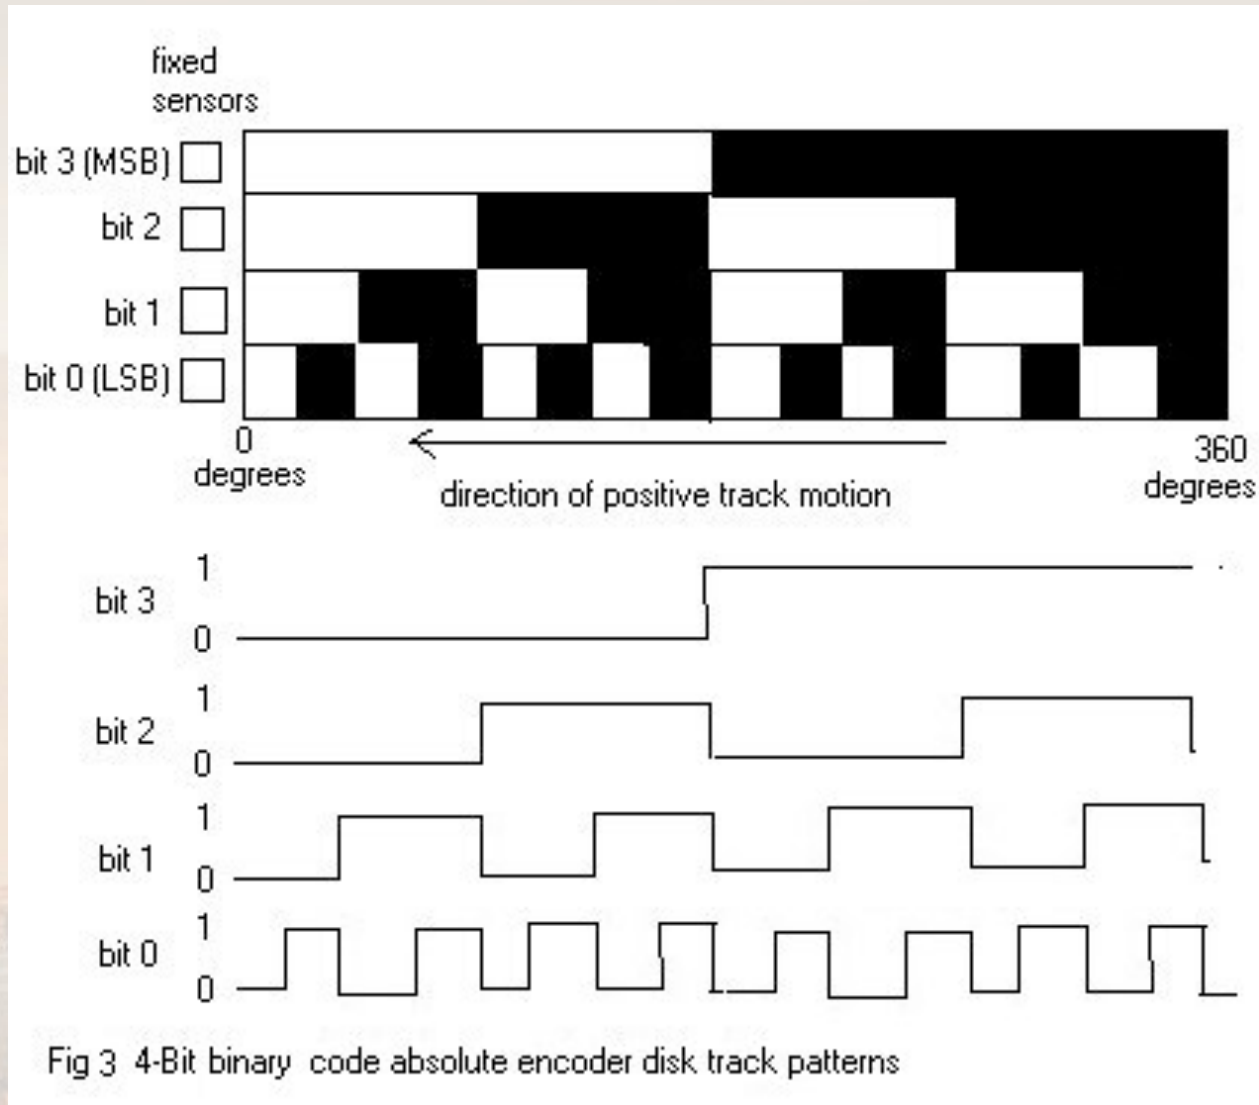 fixed
sensors
bit 3 (MSB)
bit 2
bit 1
bit 0 (LSB)
0
degrees
360
degrees
direction of positive track motion
1
bit 3
0
1
bit 2
0
1
bit 1
0
1
bit 0
0
Fig 3 4-Bit binary code absolute encoder disk track patterns